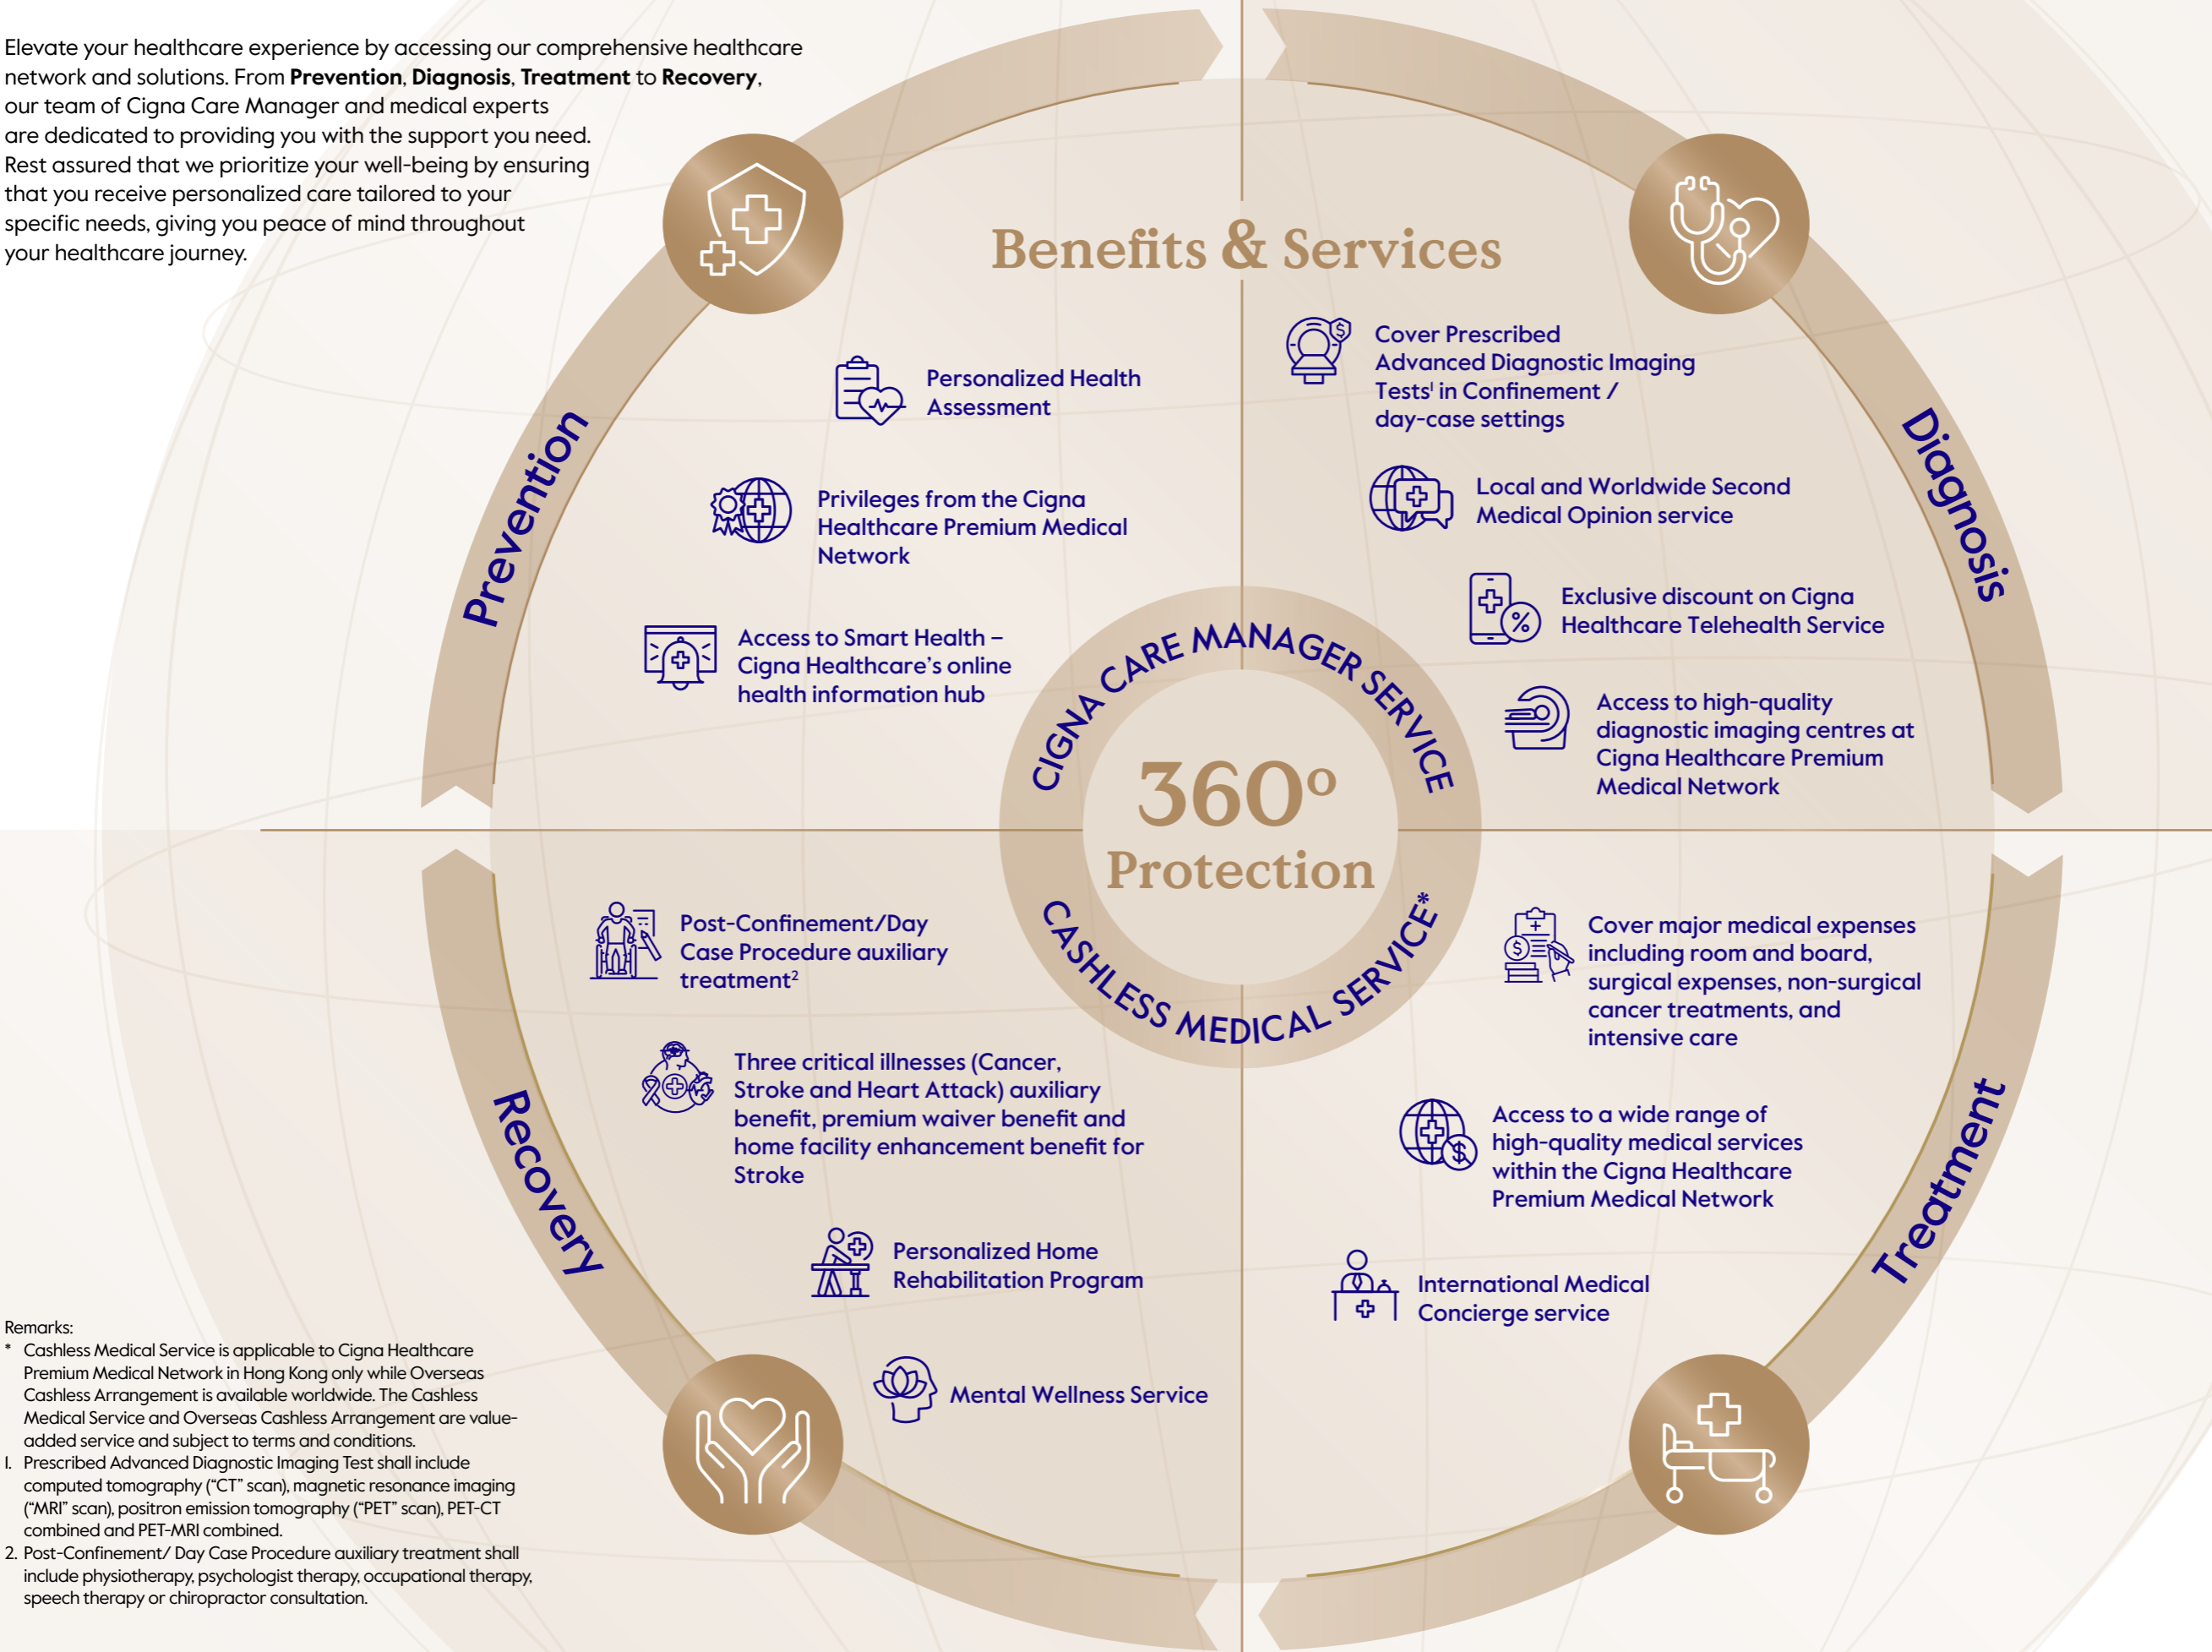 Elevate your healthcare experience by accessing our comprehensive healthcare
network and solutions. From Prevention, Diagnosis, Treatment to Recovery,
our team of Cigna Care Manager and medical experts
are dedicated to providing you with the support you need.
Rest assured that we prioritize your well-being by ensuring
that you receive personalized care tailored to your
specific needs, giving you peace of mind throughout
your healthcare journey.
Benefits & Services
Prevention
Personalized Health
Assessment
Privileges from the Cigna
Healthcare Premium Medical
Network
Access to Smart Health –
Cigna Healthcare's online
health information hub
Diagnosis
Cover Prescribed
Advanced Diagnostic Imaging
Tests¹ in Confinement /
day-case settings
Local and Worldwide Second
Medical Opinion service
Exclusive discount on Cigna
Healthcare Telehealth Service
Access to high-quality
diagnostic imaging centres at
Cigna Healthcare Premium
Medical Network
CIGNA CARE MANAGER SERVICE
360°
Protection
CASHLESS MEDICAL SERVICE*
Recovery
Post-Confinement/Day
Case Procedure auxiliary
treatment²
Three critical illnesses (Cancer,
Stroke and Heart Attack) auxiliary
benefit, premium waiver benefit and
home facility enhancement benefit for
Stroke
Personalized Home
Rehabilitation Program
Mental Wellness Service
Treatment
Cover major medical expenses
including room and board,
surgical expenses, non-surgical
cancer treatments, and
intensive care
Access to a wide range of
high-quality medical services
within the Cigna Healthcare
Premium Medical Network
International Medical
Concierge service
Remarks:
* Cashless Medical Service is applicable to Cigna Healthcare
Premium Medical Network in Hong Kong only while Overseas
Cashless Arrangement is available worldwide. The Cashless
Medical Service and Overseas Cashless Arrangement are value-
added service and subject to terms and conditions.
1. Prescribed Advanced Diagnostic Imaging Test shall include
computed tomography ("CT" scan), magnetic resonance imaging
("MRI" scan), positron emission tomography ("PET" scan), PET-CT
combined and PET-MRI combined.
2. Post-Confinement/ Day Case Procedure auxiliary treatment shall
include physiotherapy, psychologist therapy, occupational therapy,
speech therapy or chiropractor consultation.